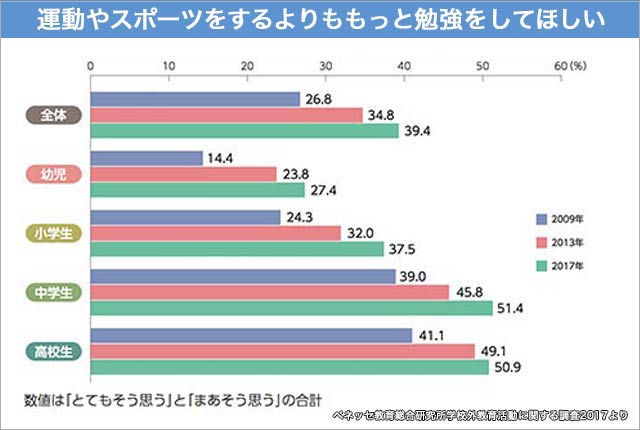 運動やスポーツをするよりももっと勉強をしてほしい
0 10 20 30 40 50 60 (%)
全体
26.8
34.8
39.4
幼児
14.4
23.8
27.4
小学生
24.3
32.0
37.5
中学生
39.0
45.8
51.4
高校生
41.1
49.1
50.9
2009年
2013年
2017年
数値は「とてもそう思う」と「まあそう思う」の合計
ベネッセ教育総合研究所学校外教育活動に関する調査2017より